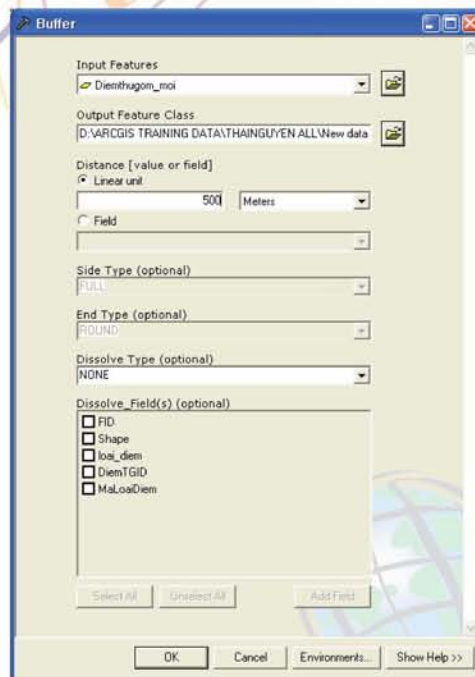 Buffer
Input Features
Diemthugom_moi
Output Feature Class
D:\ARCGIS TRAINING DATA\THAINGUYEN ALL\New data
Distance [value or field]
Linear unit
500 Meters
Field
Side Type (optional)
FULL
End Type (optional)
ROUND
Dissolve Type (optional)
NONE
Dissolve_Field(s) (optional)
FID
Shape
loai_diem
DiemTGID
MaLoaiDiem
Select All Unselect All Add Field
OK Cancel Environments... Show Help >>